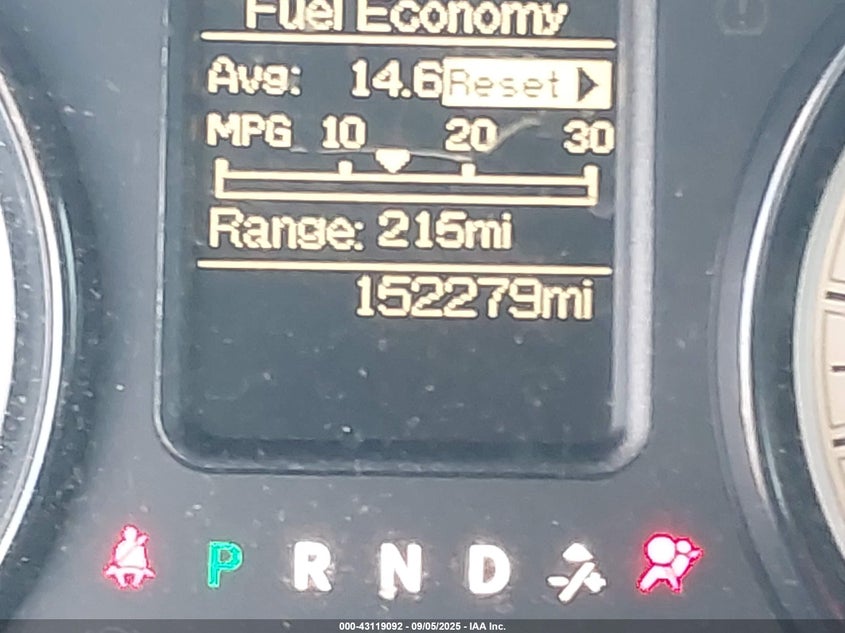 Fuel Economy
Avg: 14.6 Reset
MPG 10 20 30
Range: 215mi
152279mi
P R N D
000-43119092 - 09/05/2025 - IAA Inc.